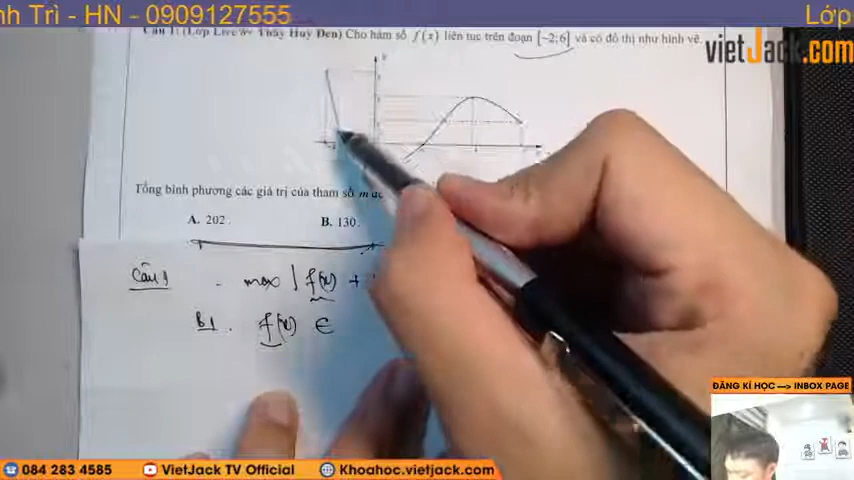 nh Trì - HN - 0909127555
Lớp
Câu 1: (Lớp Live 8+ Thầy Huy Đen) Cho hàm số f(x) liên tục trên đoạn [-2;6] và có đồ thị như hình vẽ.
vietJack.com
Tổng bình phương các giá trị của tham số m
A. 202.
B. 130.
Câu 1
max | f(x) +
B1. f(x) ∈
ĐĂNG KÍ HỌC —> INBOX PAGE
084 283 4585
VietJack TV Official
Khoahoc.vietjack.com